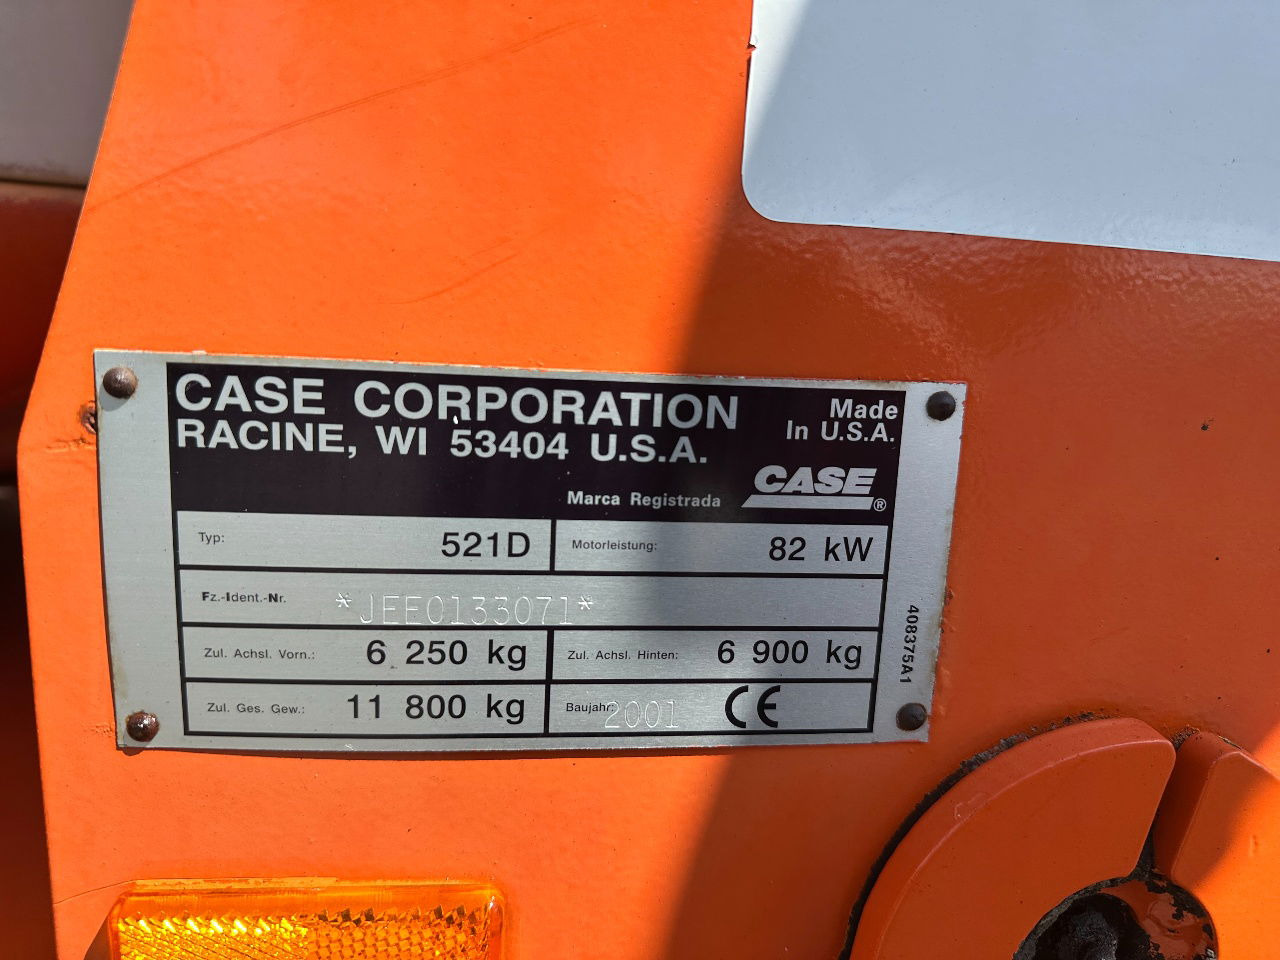 CASE CORPORATION
RACINE, WI 53404 U.S.A.
Made
In U.S.A.
Marca Registrada
CASE®
Typ: 521D
Motorleistung: 82 kW
Fz.-Ident.-Nr. *JEE0133071*
Zul. Achsl. Vorn.: 6 250 kg
Zul. Achsl. Hinten: 6 900 kg
Zul. Ges. Gew.: 11 800 kg
Baujahr: 2001 CE
408375A1